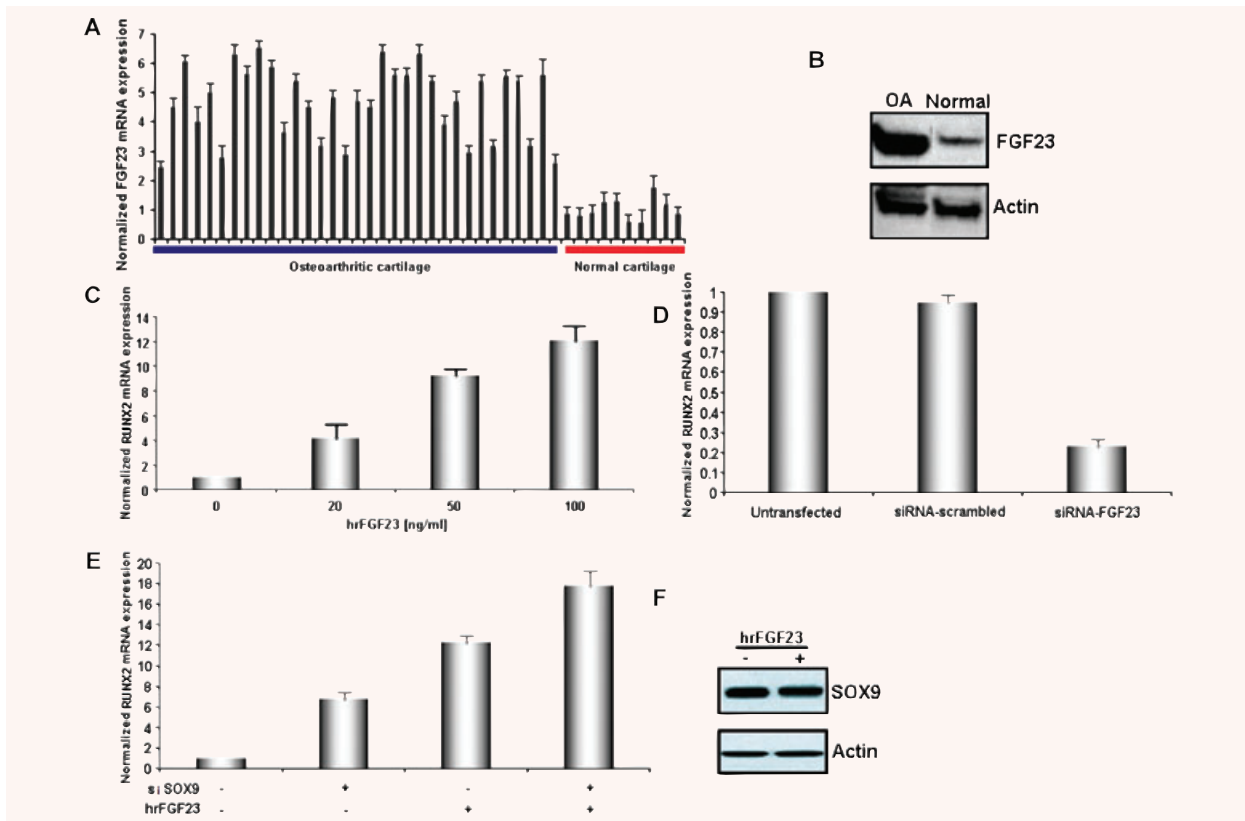 A
Normalized FGF23 mRNA expression
7
6
5
4
3
2
1
0
Osteoarthritic cartilage
Normal cartilage
B
OA Normal
FGF23
Actin
C
Normalized RUNX2 mRNA expression
14
12
10
8
6
4
2
0
0 20 50 100
hrFGF23 [ng/ml]
D
Normalized RUNX2 mRNA expression
1
0.9
0.8
0.7
0.6
0.5
0.4
0.3
0.2
0.1
0
Untransfected siRNA-scrambled siRNA-FGF23
E
Normalized RUNX2 mRNA expression
20
18
16
14
12
10
8
6
4
2
0
si SOX9 - + - +
hrFGF23 - - + +
F
hrFGF23
- +
SOX9
Actin